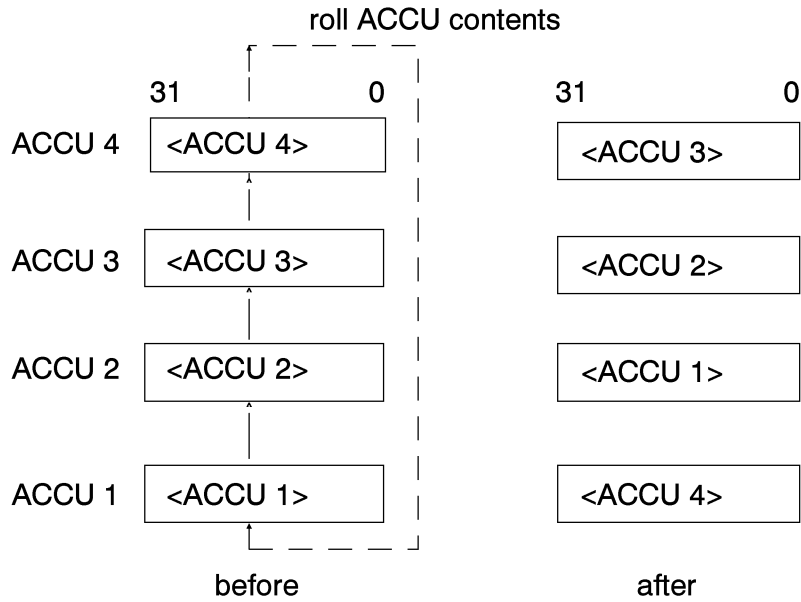 roll ACCU contents
31 0 31 0
ACCU 4 <ACCU 4> <ACCU 3>
ACCU 3 <ACCU 3> <ACCU 2>
ACCU 2 <ACCU 2> <ACCU 1>
ACCU 1 <ACCU 1> <ACCU 4>
before after